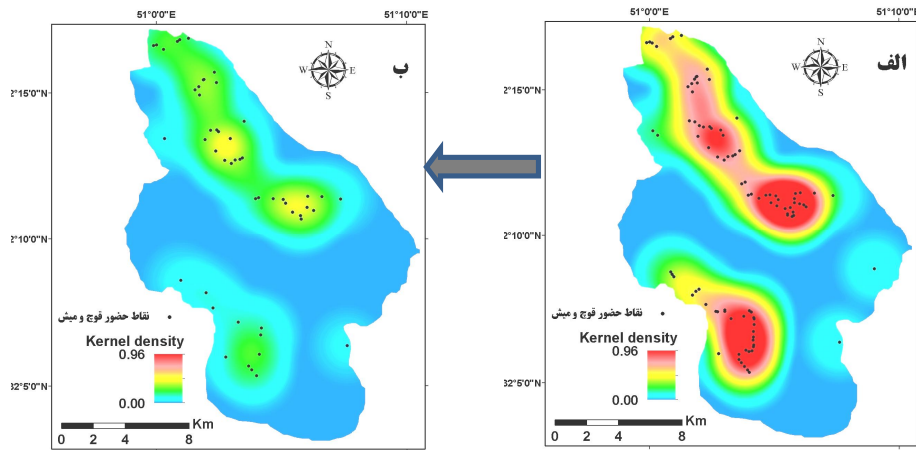 51°0'0"E 51°10'0"E
N
W E
S
ب
2°15'0"N
2°10'0"N
32°5'0"N
نقاط حضور قوچ و میش
Kernel density
0.96
0.00
Km
0 2 4 8
51°0'0"E 51°10'0"E
N
W E
S
الف
2°15'0"N
2°10'0"N
32°5'0"N
نقاط حضور قوچ و میش
Kernel density
0.96
0.00
Km
0 2 4 8